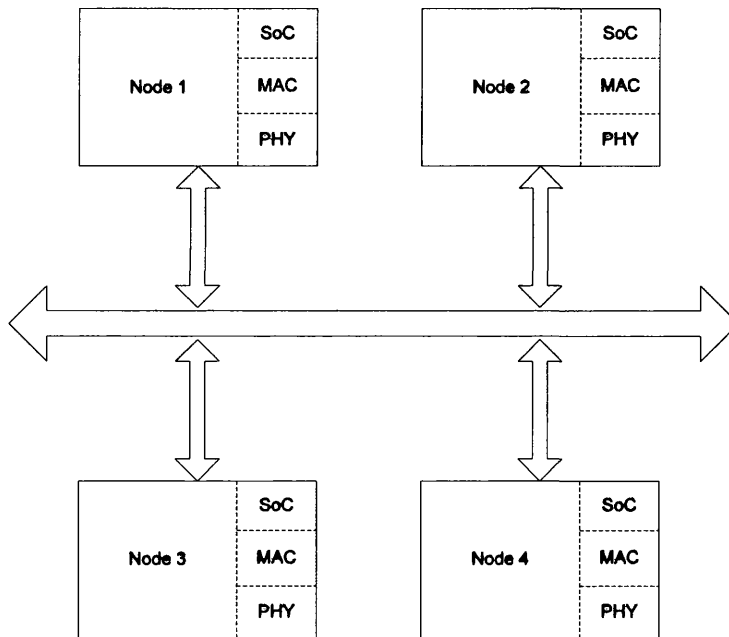 Node 1
SoC
MAC
PHY
Node 2
SoC
MAC
PHY
Node 3
SoC
MAC
PHY
Node 4
SoC
MAC
PHY